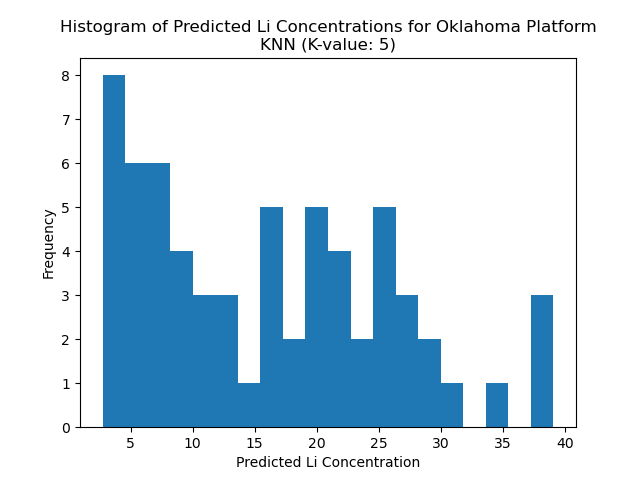 Histogram of Predicted Li Concentrations for Oklahoma Platform
KNN (K-value: 5)
8
7
6
5
4
3
2
1
0
Frequency
5 10 15 20 25 30 35 40
Predicted Li Concentration